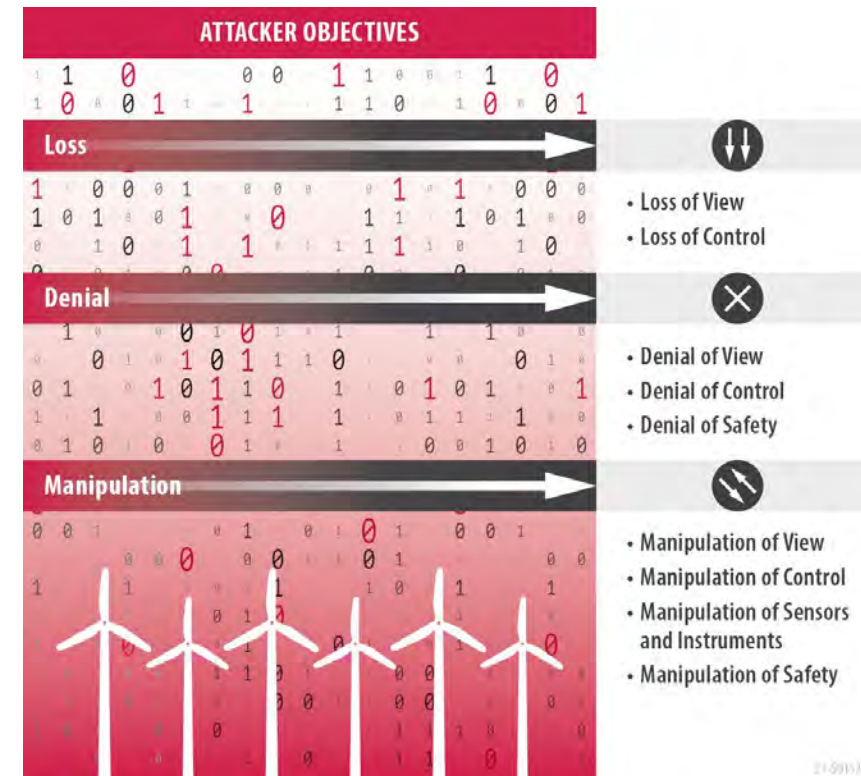 ATTACKER OBJECTIVES
Loss
• Loss of View
• Loss of Control
Denial
• Denial of View
• Denial of Control
• Denial of Safety
Manipulation
• Manipulation of View
• Manipulation of Control
• Manipulation of Sensors
and Instruments
• Manipulation of Safety